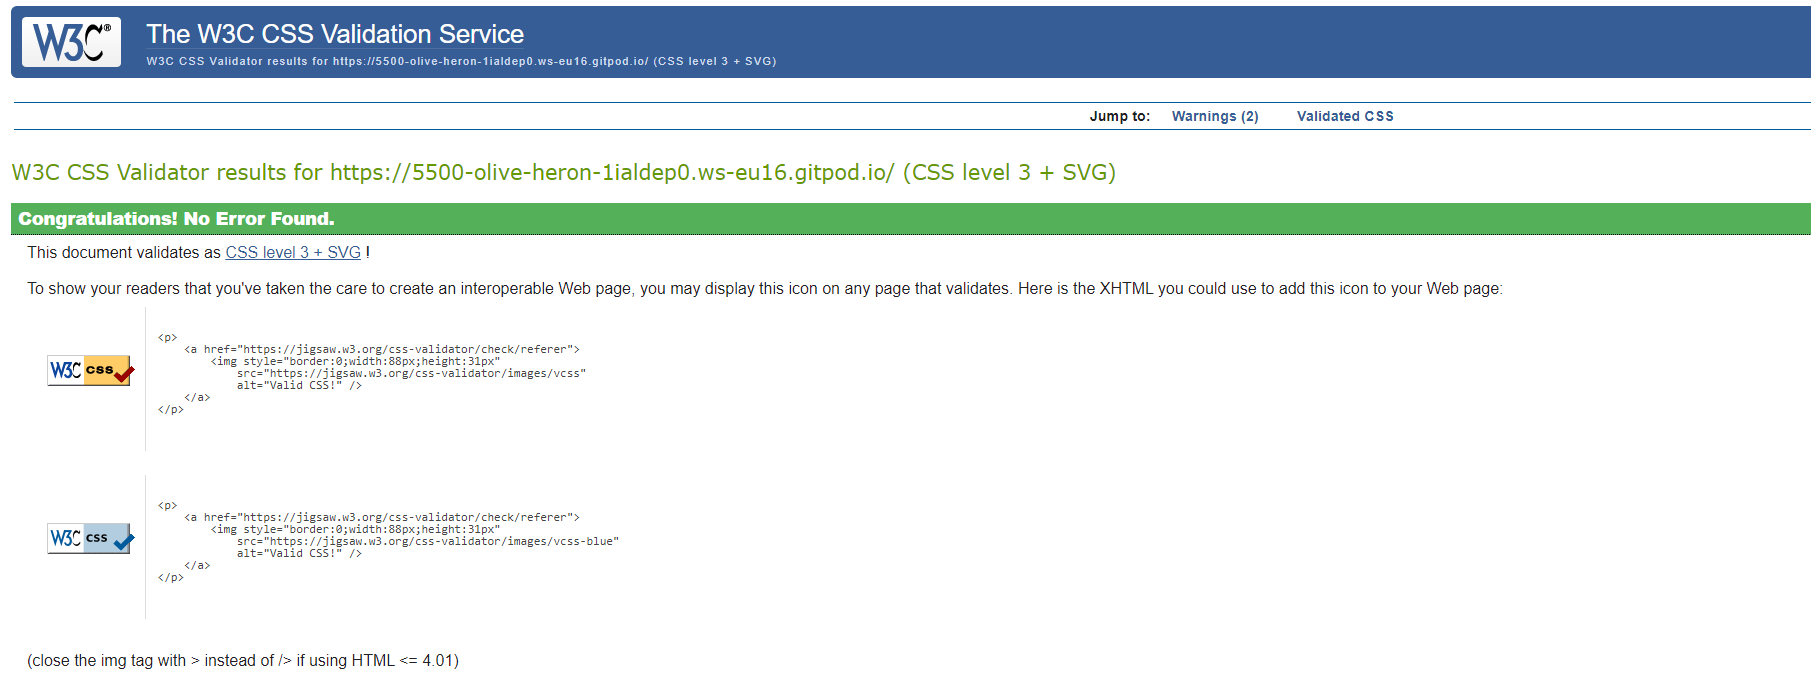 W3C®
The W3C CSS Validation Service
W3C CSS Validator results for https://5500-olive-heron-1ialdep0.ws-eu16.gitpod.io/ (CSS level 3 + SVG)
Jump to: Warnings (2) Validated CSS
W3C CSS Validator results for https://5500-olive-heron-1ialdep0.ws-eu16.gitpod.io/ (CSS level 3 + SVG)
Congratulations! No Error Found.
This document validates as CSS level 3 + SVG !
To show your readers that you've taken the care to create an interoperable Web page, you may display this icon on any page that validates. Here is the XHTML you could use to add this icon to your Web page:
W3C css
<p>
<a href="https://jigsaw.w3.org/css-validator/check/referer">
<img style="border:0;width:88px;height:31px"
src="https://jigsaw.w3.org/css-validator/images/vcss"
alt="Valid CSS!" />
</a>
</p>
W3C css
<p>
<a href="https://jigsaw.w3.org/css-validator/check/referer">
<img style="border:0;width:88px;height:31px"
src="https://jigsaw.w3.org/css-validator/images/vcss-blue"
alt="Valid CSS!" />
</a>
</p>
(close the img tag with > instead of /> if using HTML <= 4.01)